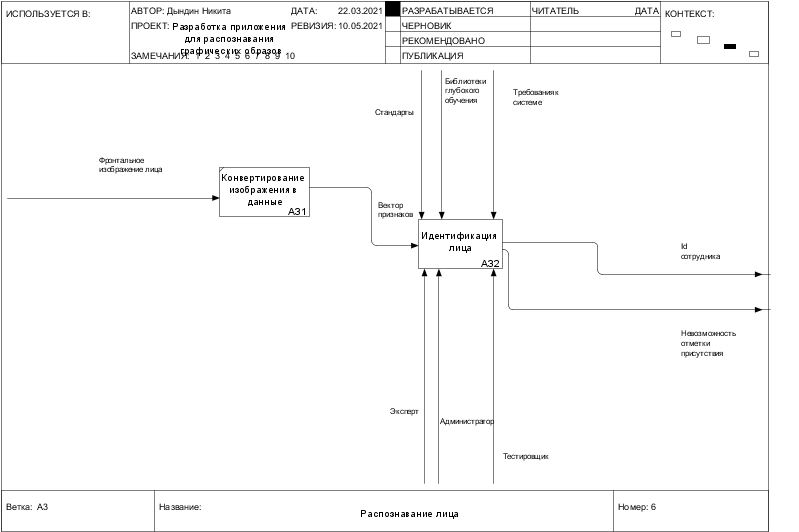 ИСПОЛЬЗУЕТСЯ В:
АВТОР: Дындин Никита
ДАТА: 22.03.2021
ПРОЕКТ: Разработка приложения для распознавания графических образов
РЕВИЗИЯ: 10.05.2021
ЗАМЕЧАНИЯ: 1 2 3 4 5 6 7 8 9 10
РАЗРАБАТЫВАЕТСЯ
ЧЕРНОВИК
РЕКОМЕНДОВАНО
ПУБЛИКАЦИЯ
ЧИТАТЕЛЬ ДАТА
КОНТЕКСТ:
Библиотеки
глубокого
обучения
Требования к
системе
Стандарты
Фронтальное
изображение лица
Конвертирование
изображения в
данные
А31
Вектор
признаков
Идентификация
лица
А32
Id
сотрудника
Невозможность
отметки
присутствия
Эксперт
Администратор
Тестировщик
Ветка: А3
Название:
Распознавание лица
Номер: 6